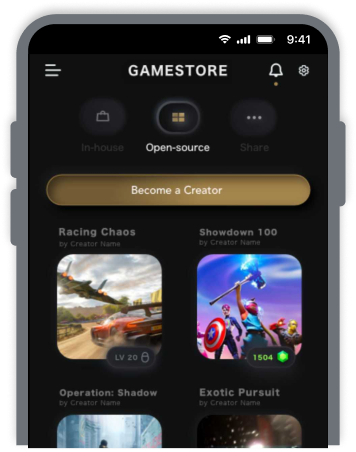 9:41
GAMESTORE
In-house
Open-source
Share
Become a Creator
Racing Chaos
by Creator Name
Showdown 100
by Creator Name
LV 20
1504
Operation: Shadow
by Creator Name
Exotic Pursuit
by Creator Name